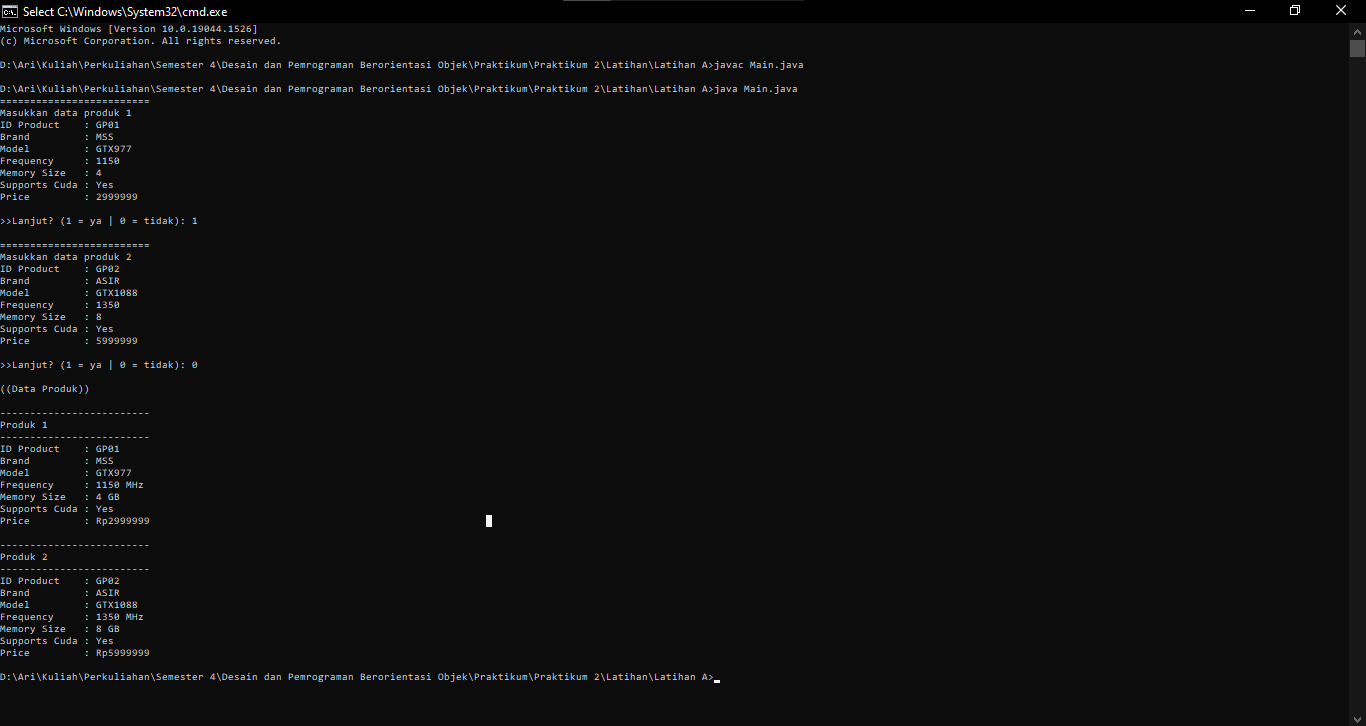 Select C:\Windows\System32\cmd.exe
Microsoft Windows [Version 10.0.19044.1526]
(c) Microsoft Corporation. All rights reserved.
D:\Ari\Kuliah\Perkuliahan\Semester 4\Desain dan Pemrograman Berorientasi Objek\Praktikum\Praktikum 2\Latihan\Latihan A>javac Main.java
D:\Ari\Kuliah\Perkuliahan\Semester 4\Desain dan Pemrograman Berorientasi Objek\Praktikum\Praktikum 2\Latihan\Latihan A>java Main.java
=========================
Masukkan data produk 1
ID Product    : GP01
Brand         : MSS
Model         : GTX977
Frequency     : 1150
Memory Size   : 4
Supports Cuda : Yes
Price         : 2999999
>>Lanjut? (1 = ya | 0 = tidak): 1
=========================
Masukkan data produk 2
ID Product    : GP02
Brand         : ASIR
Model         : GTX1088
Frequency     : 1350
Memory Size   : 8
Supports Cuda : Yes
Price         : 5999999
>>Lanjut? (1 = ya | 0 = tidak): 0
((Data Produk))
-------------------------
Produk 1
-------------------------
ID Product    : GP01
Brand         : MSS
Model         : GTX977
Frequency     : 1150 MHz
Memory Size   : 4 GB
Supports Cuda : Yes
Price         : Rp2999999
-------------------------
Produk 2
-------------------------
ID Product    : GP02
Brand         : ASIR
Model         : GTX1088
Frequency     : 1350 MHz
Memory Size   : 8 GB
Supports Cuda : Yes
Price         : Rp5999999
D:\Ari\Kuliah\Perkuliahan\Semester 4\Desain dan Pemrograman Berorientasi Objek\Praktikum\Praktikum 2\Latihan\Latihan A>